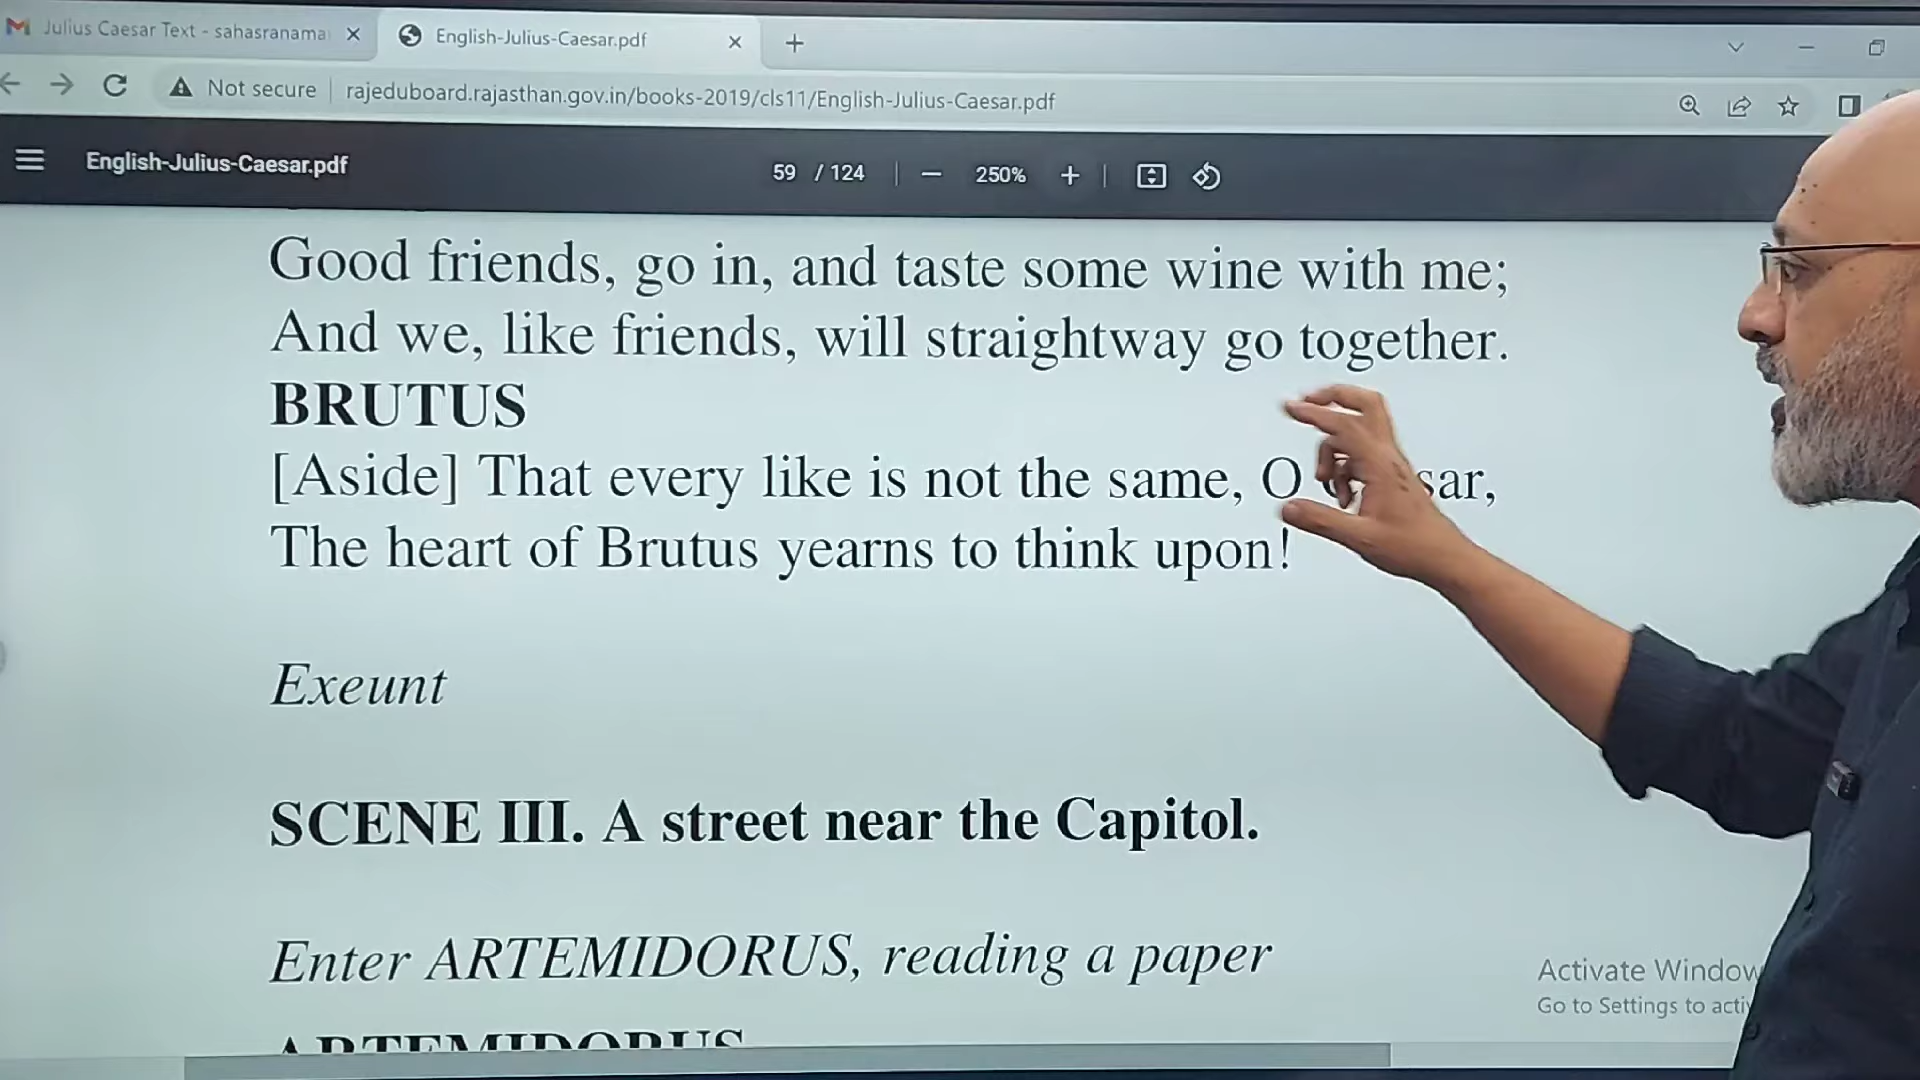 Julius Caesar Text - sahasranama
English-Julius-Caesar.pdf
Not secure
rajeduboard.rajasthan.gov.in/books-2019/cls11/English-Julius-Caesar.pdf
English-Julius-Caesar.pdf
59 / 124
250%
Good friends, go in, and taste some wine with me;
And we, like friends, will straightway go together.
BRUTUS
[Aside] That every like is not the same, O
The heart of Brutus yearns to think upon!
Exeunt
SCENE III. A street near the Capitol.
Enter ARTEMIDORUS, reading a paper
ARTEMIDORUS
Activate Window
Go to Settings to activ